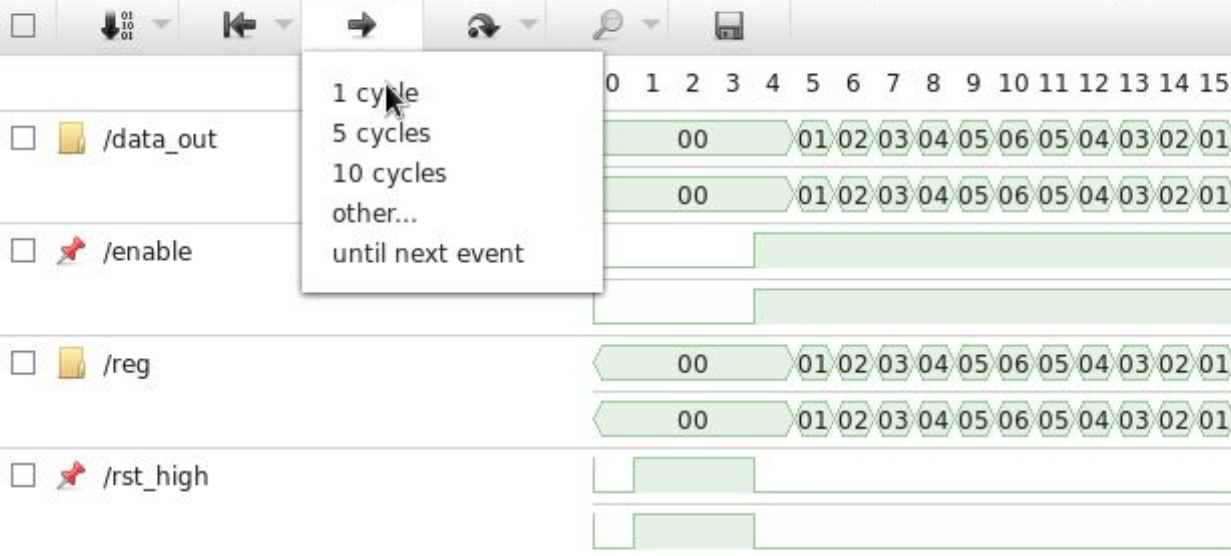 01
10
01
1 cycle
5 cycles
10 cycles
other...
until next event
0 1 2 3 4 5 6 7 8 9 10 11 12 13 14 15
/data_out
00 01 02 03 04 05 06 05 04 03 02 01
00 01 02 03 04 05 06 05 04 03 02 01
/enable
/reg
00 01 02 03 04 05 06 05 04 03 02 01
00 01 02 03 04 05 06 05 04 03 02 01
/rst_high